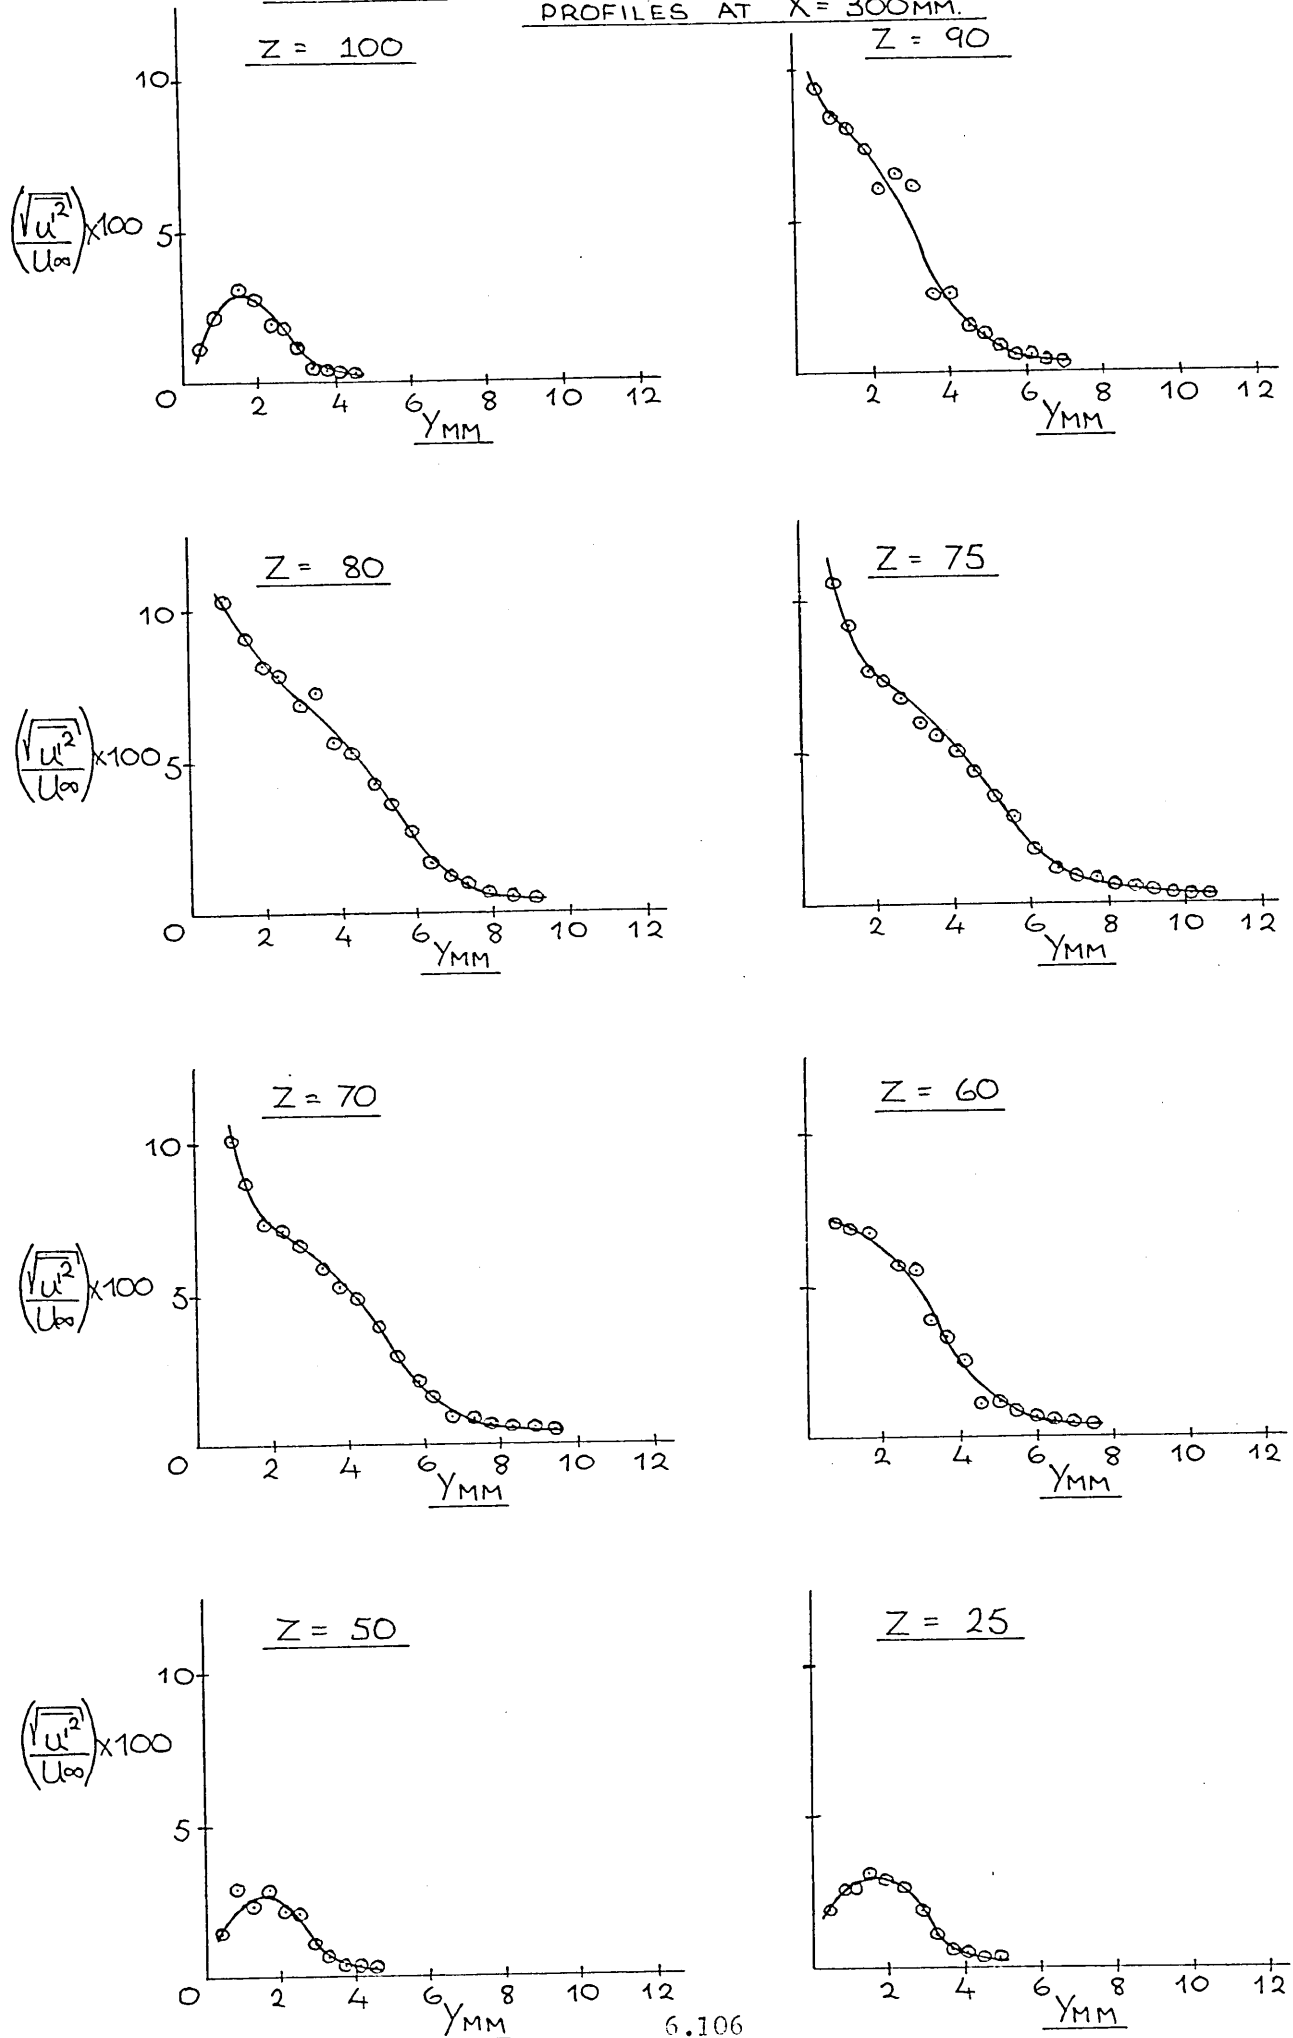 PROFILES AT X = 300MM.
Z = 100
Z = 90
10
(√u'²/U∞)×100 5
0 2 4 6 8 10 12
YMM
2 4 6 8 10 12
YMM
Z = 80
Z = 75
10
(√u'²/U∞)×100 5
0 2 4 6 8 10 12
YMM
2 4 6 8 10 12
YMM
Z = 70
Z = 60
10
(√u'²/U∞)×100 5
0 2 4 6 8 10 12
YMM
2 4 6 8 10 12
YMM
Z = 50
Z = 25
10
(√u'²/U∞)×100
5
0 2 4 6 8 10 12
YMM
2 4 6 8 10 12
YMM
6.106